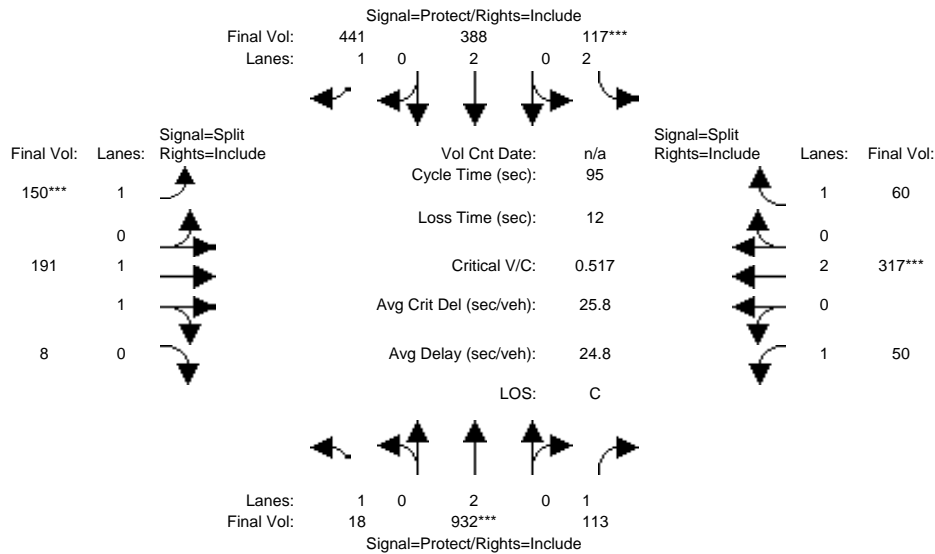 Signal=Protect/Rights=Include
Final Vol: 441 388 117***
Lanes: 1 0 2 0 2
Signal=Split Signal=Split
Final Vol: Lanes: Rights=Include Vol Cnt Date: n/a Rights=Include Lanes: Final Vol:
Cycle Time (sec): 95
150*** 1 1 60
Loss Time (sec): 12
0 0
191 1 Critical V/C: 0.517 2 317***
1 Avg Crit Del (sec/veh): 25.8 0
8 0 Avg Delay (sec/veh): 24.8 1 50
LOS: C
Lanes: 1 0 2 0 1
Final Vol: 18 932*** 113
Signal=Protect/Rights=Include